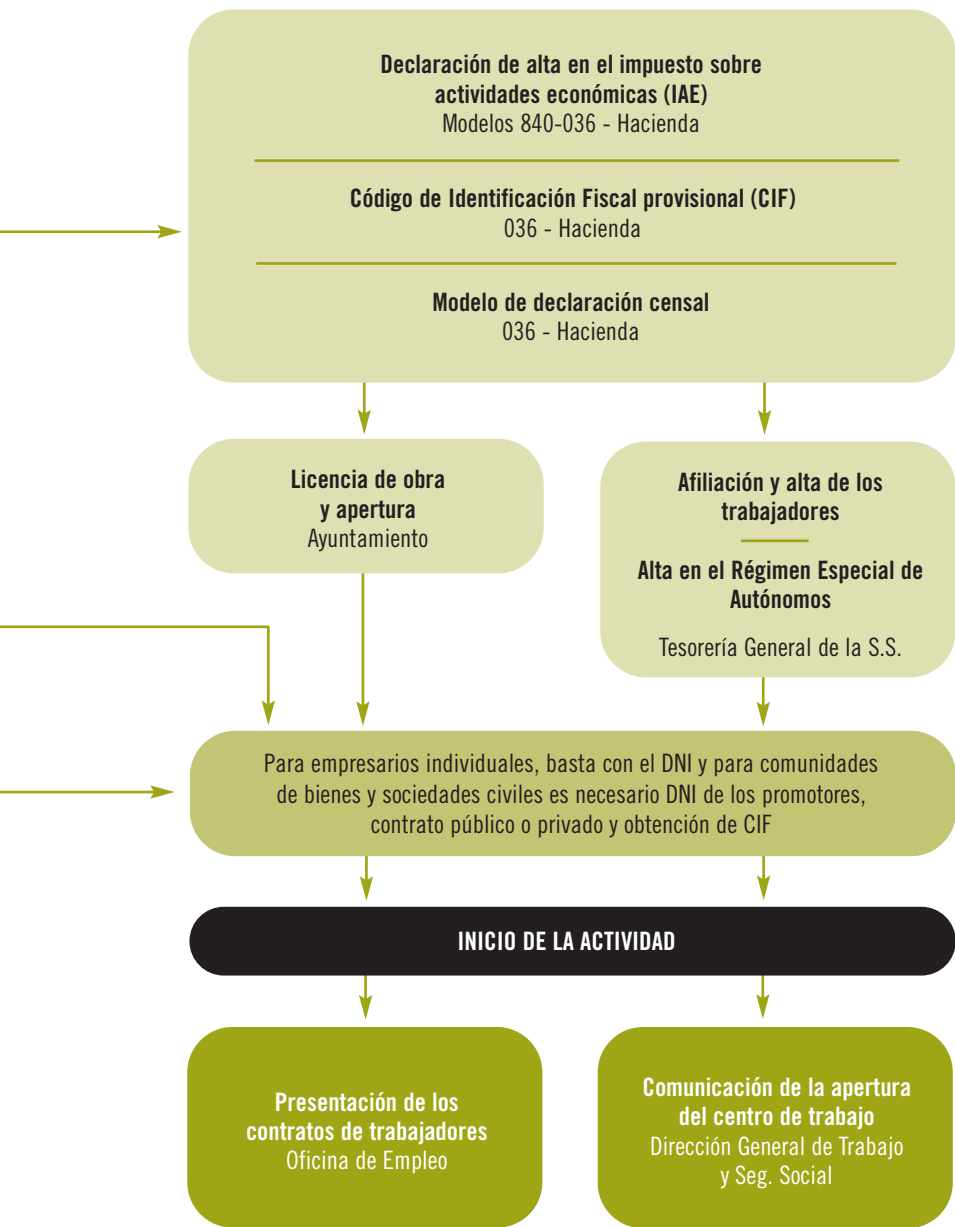 Declaración de alta en el impuesto sobre
actividades económicas (IAE)
Modelos 840-036 - Hacienda
Código de Identificación Fiscal provisional (CIF)
036 - Hacienda
Modelo de declaración censal
036 - Hacienda
Licencia de obra
y apertura
Ayuntamiento
Afiliación y alta de los
trabajadores
Alta en el Régimen Especial de
Autónomos
Tesorería General de la S.S.
Para empresarios individuales, basta con el DNI y para comunidades
de bienes y sociedades civiles es necesario DNI de los promotores,
contrato público o privado y obtención de CIF
INICIO DE LA ACTIVIDAD
Presentación de los
contratos de trabajadores
Oficina de Empleo
Comunicación de la apertura
del centro de trabajo
Dirección General de Trabajo
y Seg. Social